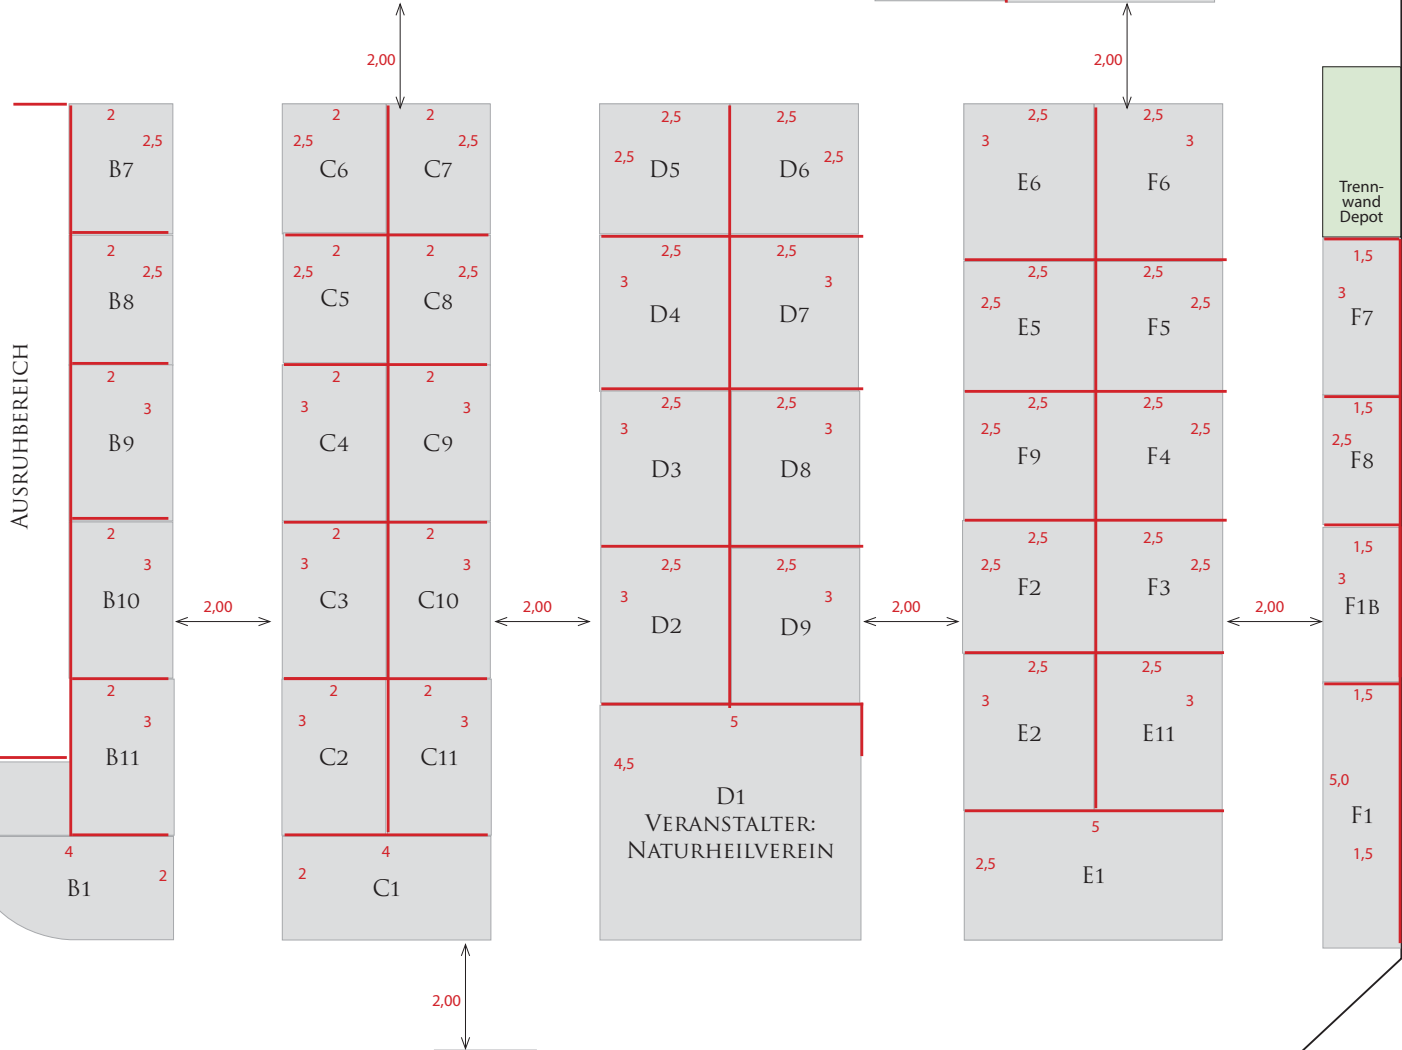 2,00
2,00
2
2,5
B7
2
2,5
B8
2
3
B9
2
3
B10
2
3
B11
4
2
B1
AUSRUHBEREICH
2,00
2
2,5
C6
2
2,5
C7
2
2,5
C5
2
2,5
C8
2
3
C4
2
3
C9
2
3
C3
2
3
C10
2
3
C2
2
3
C11
4
2
C1
2,00
2,00
2,5
2,5
D5
2,5
2,5
D6
2,5
3
D4
2,5
3
D7
2,5
3
D3
2,5
3
D8
2,5
3
D2
2,5
3
D9
5
4,5
D1
VERANSTALTER:
NATURHEILVEREIN
2,00
2,5
3
E6
2,5
3
F6
2,5
2,5
E5
2,5
2,5
F5
2,5
2,5
F9
2,5
2,5
F4
2,5
2,5
F2
2,5
2,5
F3
2,5
3
E2
2,5
3
E11
5
2,5
E1
2,00
Trenn-
wand
Depot
1,5
3
F7
1,5
2,5
F8
1,5
3
F1B
1,5
5,0
F1
1,5